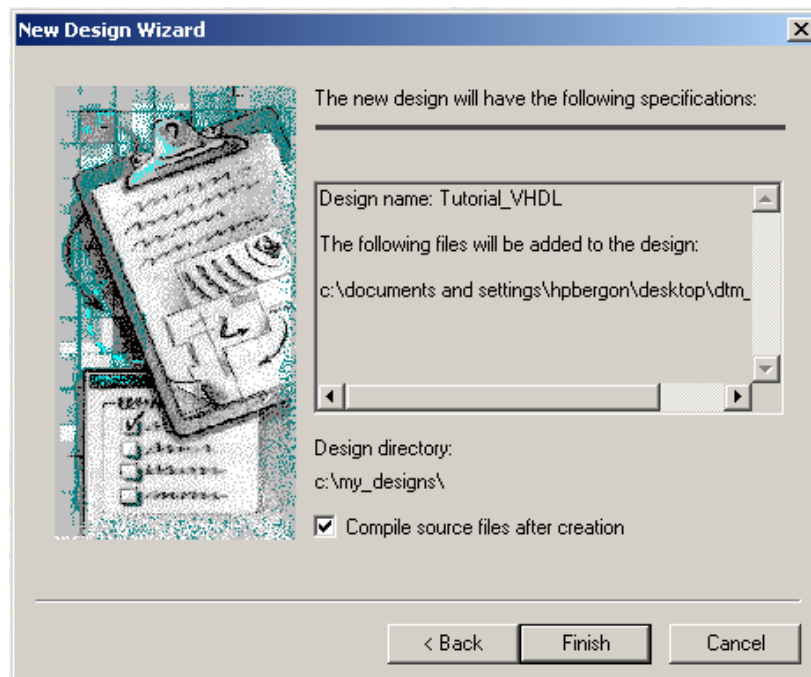 New Design Wizard
The new design will have the following specifications:
Design name: Tutorial_VHDL
The following files will be added to the design:
c:\documents and settings\hpbergon\desktop\dtm_
Design directory:
c:\my_designs\
Compile source files after creation
< Back
Finish
Cancel